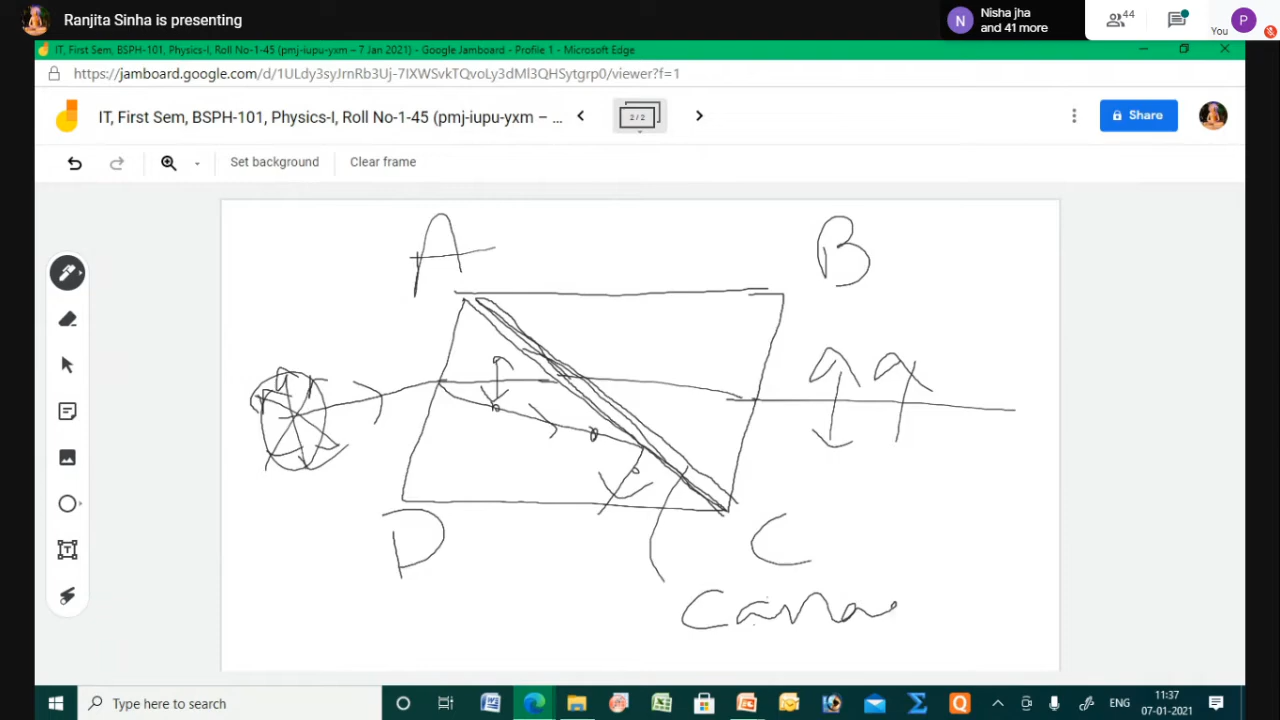 Ranjita Sinha is presenting
N
Nisha jha
and 41 more
44
P
You
IT, First Sem, BSPH-101, Physics-I, Roll No-1-45 (pmj-iupu-yxm – 7 Jan 2021) - Google Jamboard - Profile 1 - Microsoft Edge
https://jamboard.google.com/d/1ULdy3syJrnRb3Uj-7IXWSvkTQvoLy3dMl3QHSytgrp0/viewer?f=1
IT, First Sem, BSPH-101, Physics-I, Roll No-1-45 (pmj-iupu-yxm – ...
2 / 2
Share
Set background
Clear frame
A
B
D
C
Type here to search
ENG
11:37
07-01-2021